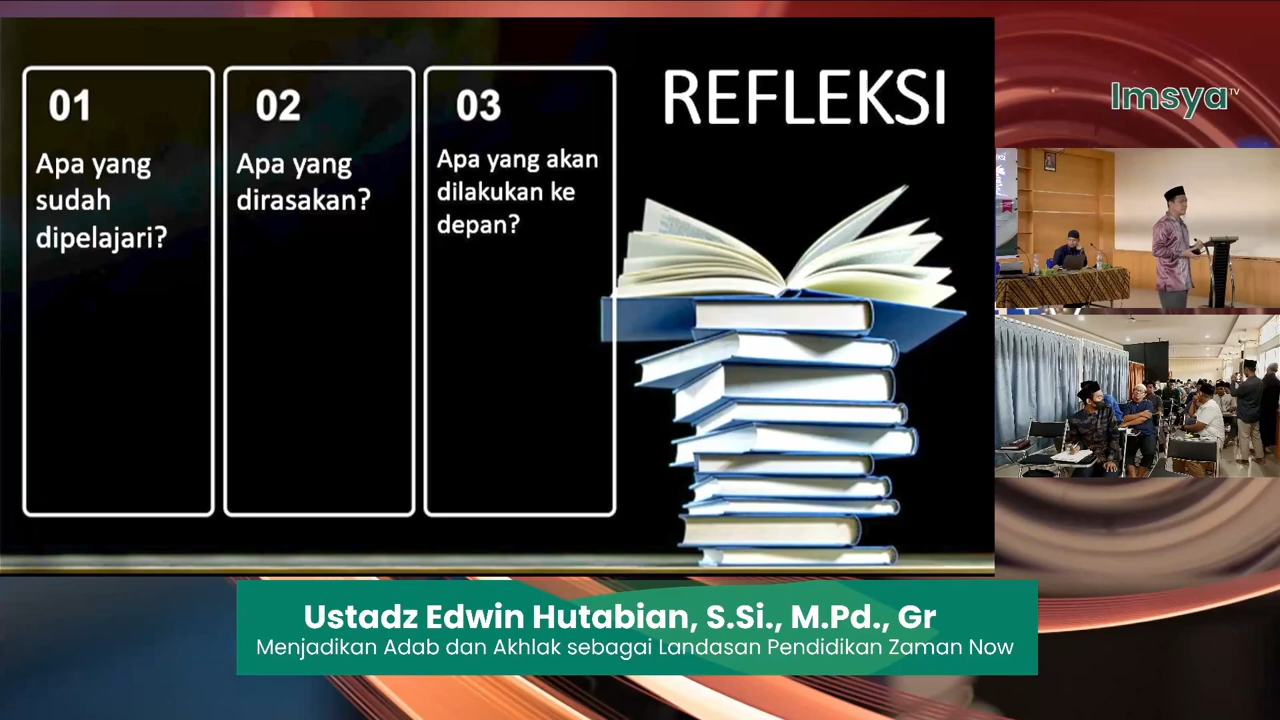 01
Apa yang
sudah
dipelajari?
02
Apa yang
dirasakan?
03
Apa yang akan
dilakukan ke
depan?
REFLEKSI
Imsya TV
Ustadz Edwin Hutabian, S.Si., M.Pd., Gr
Menjadikan Adab dan Akhlak sebagai Landasan Pendidikan Zaman Now